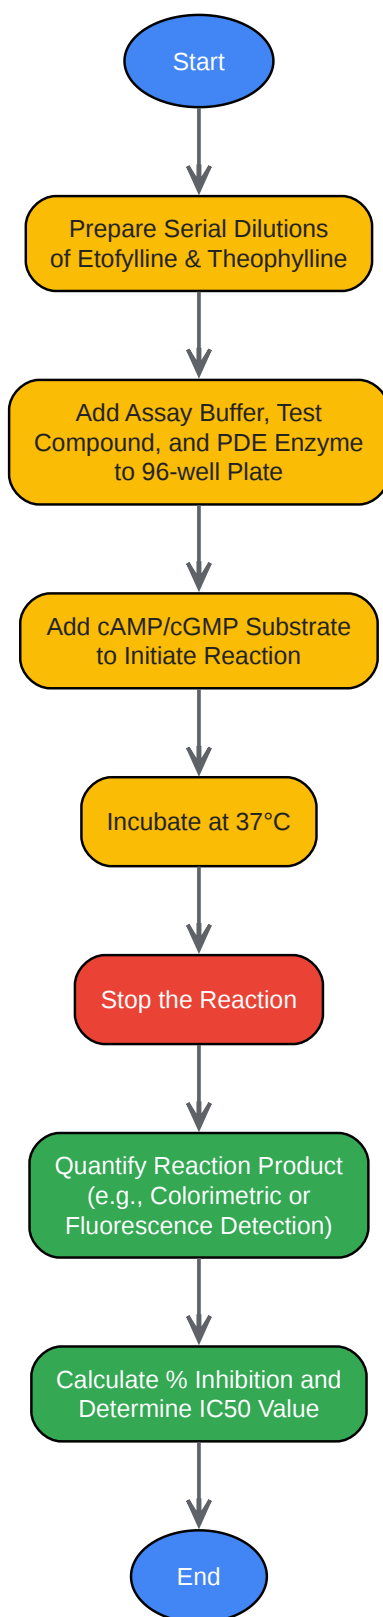 Start
Prepare Serial Dilutions
of Etofylline & Theophylline
Add Assay Buffer, Test
Compound, and PDE Enzyme
to 96-well Plate
Add cAMP/cGMP Substrate
to Initiate Reaction
Incubate at 37°C
Stop the Reaction
Quantify Reaction Product
(e.g., Colorimetric or
Fluorescence Detection)
Calculate % Inhibition and
Determine IC50 Value
End